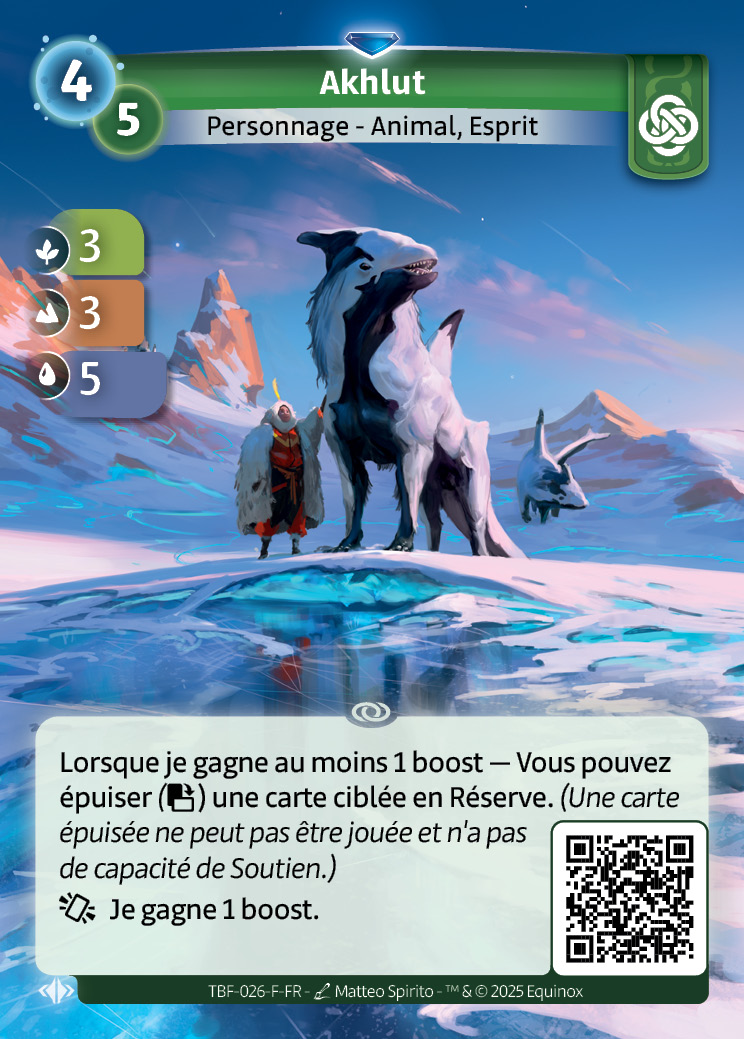 4
Akhlut
5
Personnage - Animal, Esprit
3
3
5
Lorsque je gagne au moins 1 boost — Vous pouvez
épuiser () une carte ciblée en Réserve. (Une carte
épuisée ne peut pas être jouée et n'a pas
de capacité de Soutien.)
Je gagne 1 boost.
TBF-026-F-FR - Matteo Spirito - ™ & © 2025 Equinox